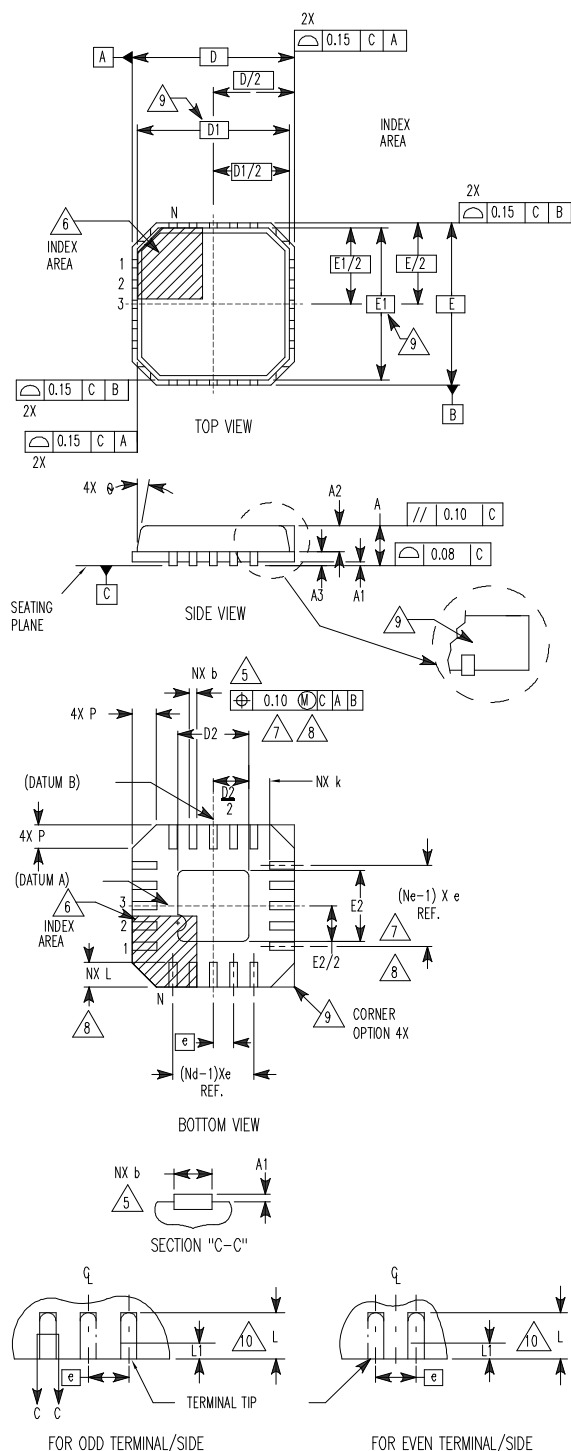 2X
0.15 C A
A
D
D/2
9
D1
D1/2
INDEX
AREA
2X
0.15 C B
N
6
INDEX
AREA
1
2
3
E1/2
E/2
E1
E
9
0.15 C B
2X
B
0.15 C A
2X
TOP VIEW
4X θ
A2
A
// 0.10 C
0.08 C
A3
A1
C
SEATING
PLANE
SIDE VIEW
9
NX b
5
0.10 M C A B
4X P
D2
7
8
(DATUM B)
D2
2
NX k
4X P
(DATUM A)
6
INDEX
AREA
3
2
1
E2
E2/2
(Ne-1) X e
REF.
7
8
NX L
8
N
9
CORNER
OPTION 4X
e
(Nd-1)Xe
REF.
BOTTOM VIEW
NX b
A1
5
SECTION "C-C"
CL
CL
L1
10
L
L1
10
L
e
TERMINAL TIP
e
C C
FOR ODD TERMINAL/SIDE
FOR EVEN TERMINAL/SIDE